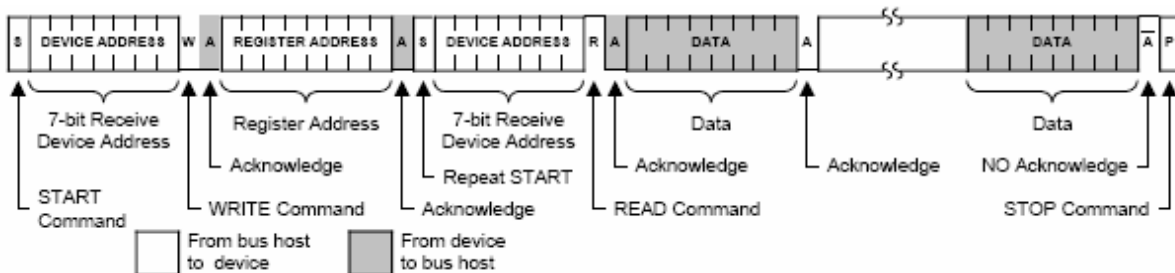 S DEVICE ADDRESS W A REGISTER ADDRESS A S DEVICE ADDRESS R A DATA A DATA A P
7-bit Receive Device Address
Register Address
7-bit Receive Device Address
Data
Data
Acknowledge
Acknowledge
Acknowledge
NO Acknowledge
Repeat START
START Command
WRITE Command
Acknowledge
READ Command
STOP Command
From bus host to device
From device to bus host